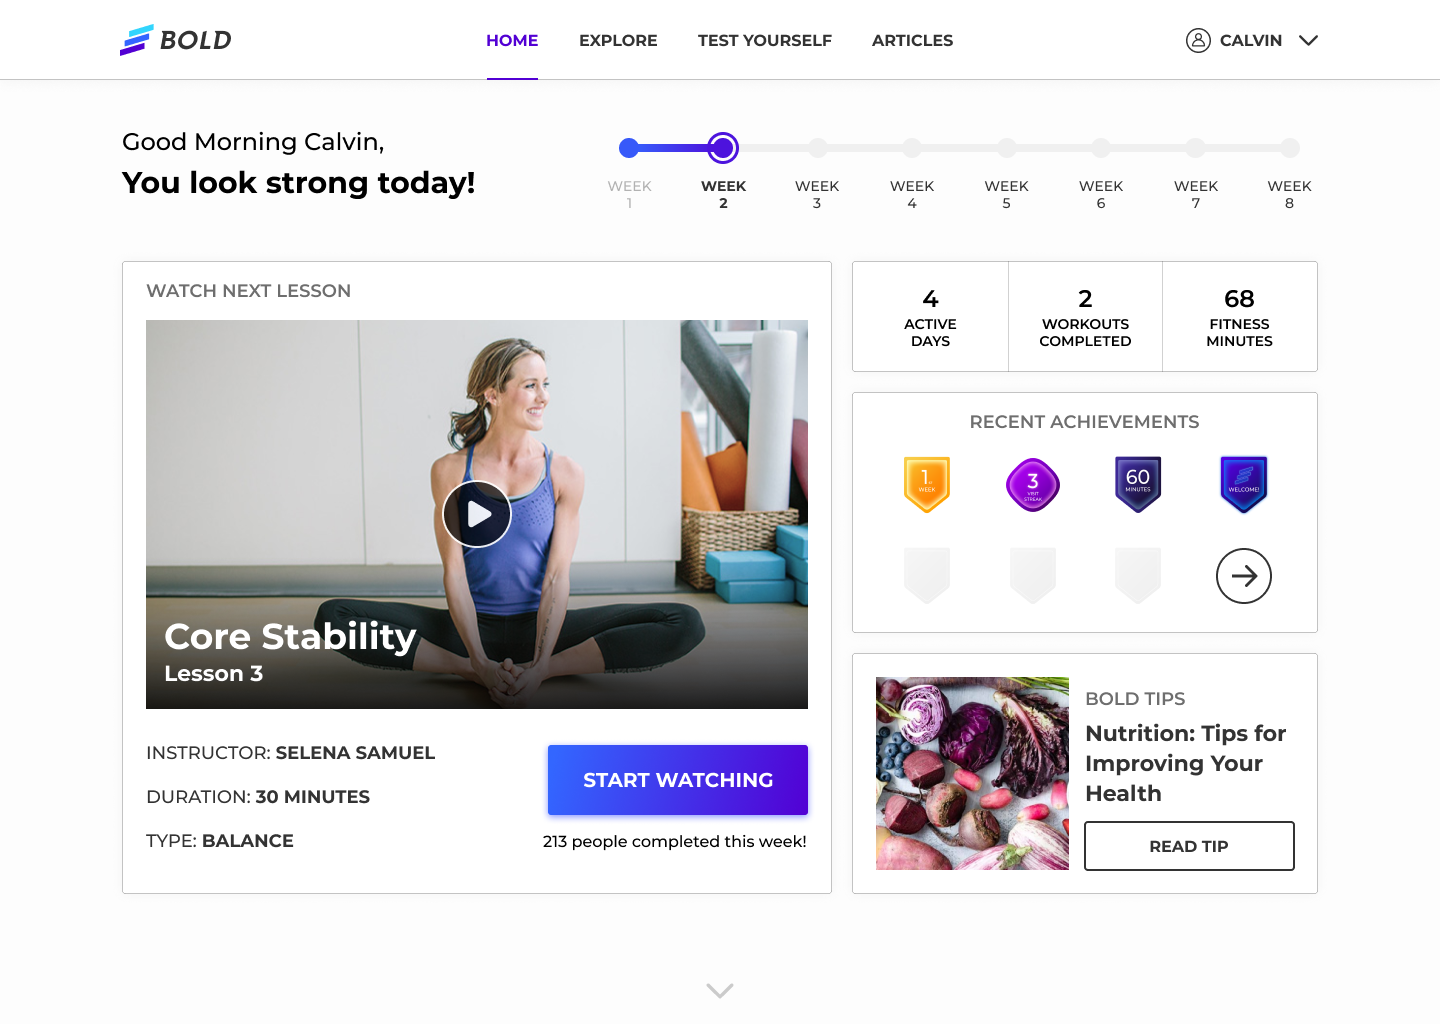 BOLD
HOME
EXPLORE
TEST YOURSELF
ARTICLES
CALVIN
Good Morning Calvin,
You look strong today!
WEEK
1
WEEK
2
WEEK
3
WEEK
4
WEEK
5
WEEK
6
WEEK
7
WEEK
8
WATCH NEXT LESSON
Core Stability
Lesson 3
INSTRUCTOR: SELENA SAMUEL
DURATION: 30 MINUTES
TYPE: BALANCE
START WATCHING
213 people completed this week!
4
ACTIVE
DAYS
2
WORKOUTS
COMPLETED
68
FITNESS
MINUTES
RECENT ACHIEVEMENTS
1
WEEK
3
VISIT
STREAK
60
MINUTES
WELCOME!
BOLD TIPS
Nutrition: Tips for
Improving Your
Health
READ TIP